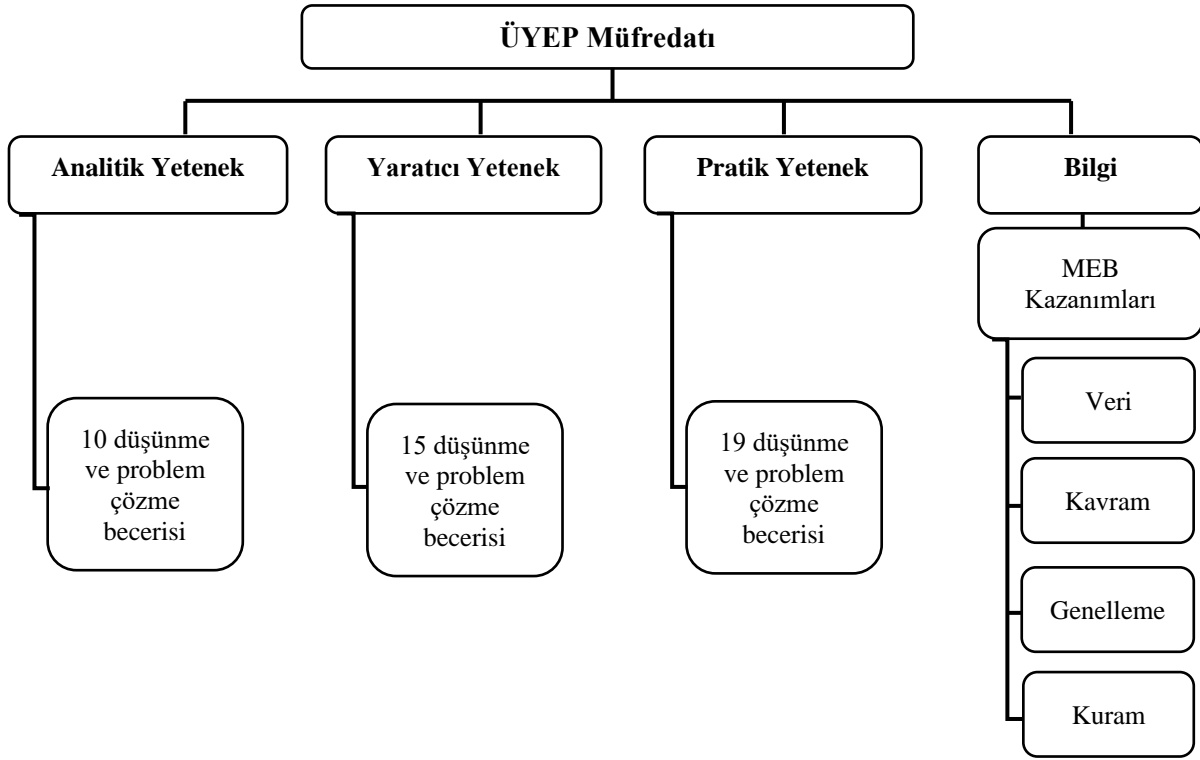 ÜYEP Müfredatı
Analitik Yetenek
Yaratıcı Yetenek
Pratik Yetenek
Bilgi
MEB
Kazanımları
10 düşünme
ve problem
çözme
becerisi
15 düşünme
ve problem
çözme
becerisi
19 düşünme
ve problem
çözme
becerisi
Veri
Kavram
Genelleme
Kuram